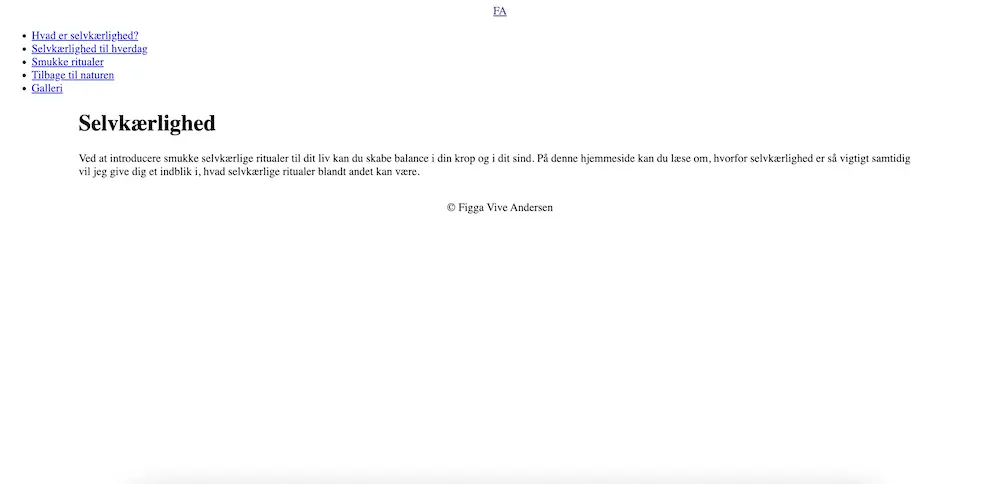 FA
Hvad er selvkærlighed?
Selvkærlighed til hverdag
Smukke ritualer
Tilbage til naturen
Galleri
Selvkærlighed
Ved at introducere smukke selvkærlige ritualer til dit liv kan du skabe balance i din krop og i dit sind. På denne hjemmeside kan du læse om, hvorfor selvkærlighed er så vigtigt samtidig
vil jeg give dig et indblik i, hvad selvkærlige ritualer blandt andet kan være.
© Figga Vive Andersen